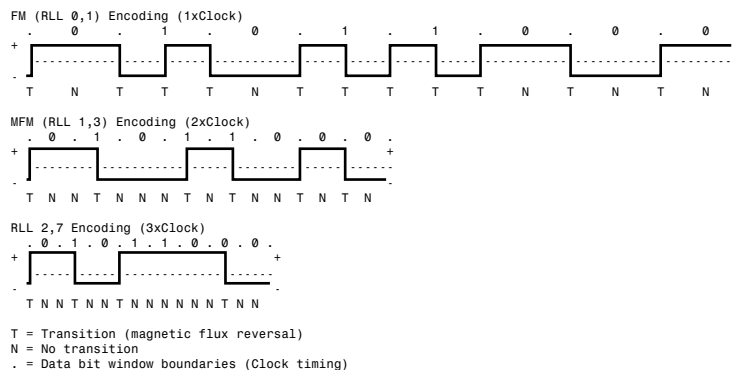 FM (RLL 0,1) Encoding (1xClock)
. 0 . 1 . 0 . 1 . 1 . 0 . 0 . 0
+
-
T N T T T N T T T T T N T N T N
MFM (RLL 1,3) Encoding (2xClock)
. 0 . 1 . 0 . 1 . 1 . 0 . 0 . 0 .
+ +
- -
T N N T N N N T N T N N T N T N
RLL 2,7 Encoding (3xClock)
. 0 . 1 . 0 . 1 . 1 . 0 . 0 . 0 .
+ +
- -
T N N T N N T N N N N N N T N N
T = Transition (magnetic flux reversal)
N = No transition
. = Data bit window boundaries (Clock timing)